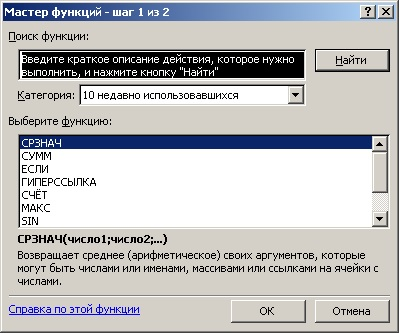 Мастер функций - шаг 1 из 2
Поиск функции:
Введите краткое описание действия, которое нужно
выполнить, и нажмите кнопку "Найти"
Найти
Категория: 10 недавно использовавшихся
Выберите функцию:
СРЗНАЧ
СУММ
ЕСЛИ
ГИПЕРССЫЛКА
СЧЁТ
МАКС
SIN
СРЗНАЧ(число1;число2;...)
Возвращает среднее (арифметическое) своих аргументов, которые
могут быть числами или именами, массивами или ссылками на ячейки с
числами.
Справка по этой функции
ОК
Отмена